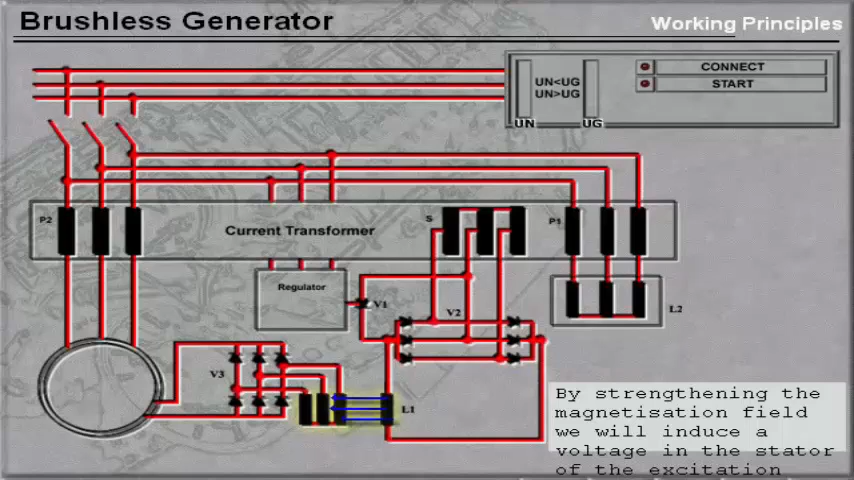 Brushless Generator
Working Principles
CONNECT
UN<UG
START
UN>UG
UN
UG
P2
Current Transformer
S
P1
Regulator
V1
V2
L2
V3
L1
By strengthening the
magnetisation field
we will induce a
voltage in the stator
of the excitation